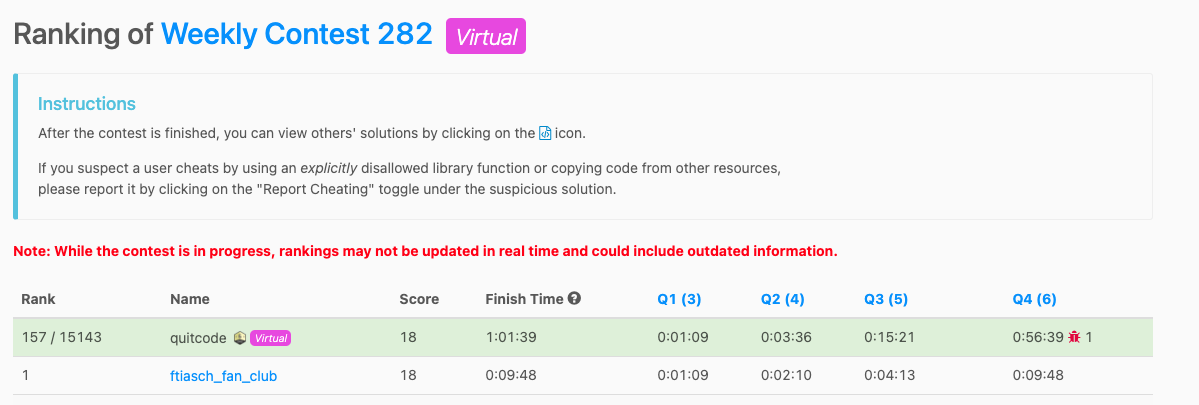 Ranking of Weekly Contest 282 Virtual
Instructions
After the contest is finished, you can view others' solutions by clicking on the icon.
If you suspect a user cheats by using an explicitly disallowed library function or copying code from other resources,
please report it by clicking on the "Report Cheating" toggle under the suspicious solution.
Note: While the contest is in progress, rankings may not be updated in real time and could include outdated information.
Rank Name Score Finish Time ? Q1 (3) Q2 (4) Q3 (5) Q4 (6)
157 / 15143 quitcode Virtual 18 1:01:39 0:01:09 0:03:36 0:15:21 0:56:39 1
1 ftiasch_fan_club 18 0:09:48 0:01:09 0:02:10 0:04:13 0:09:48